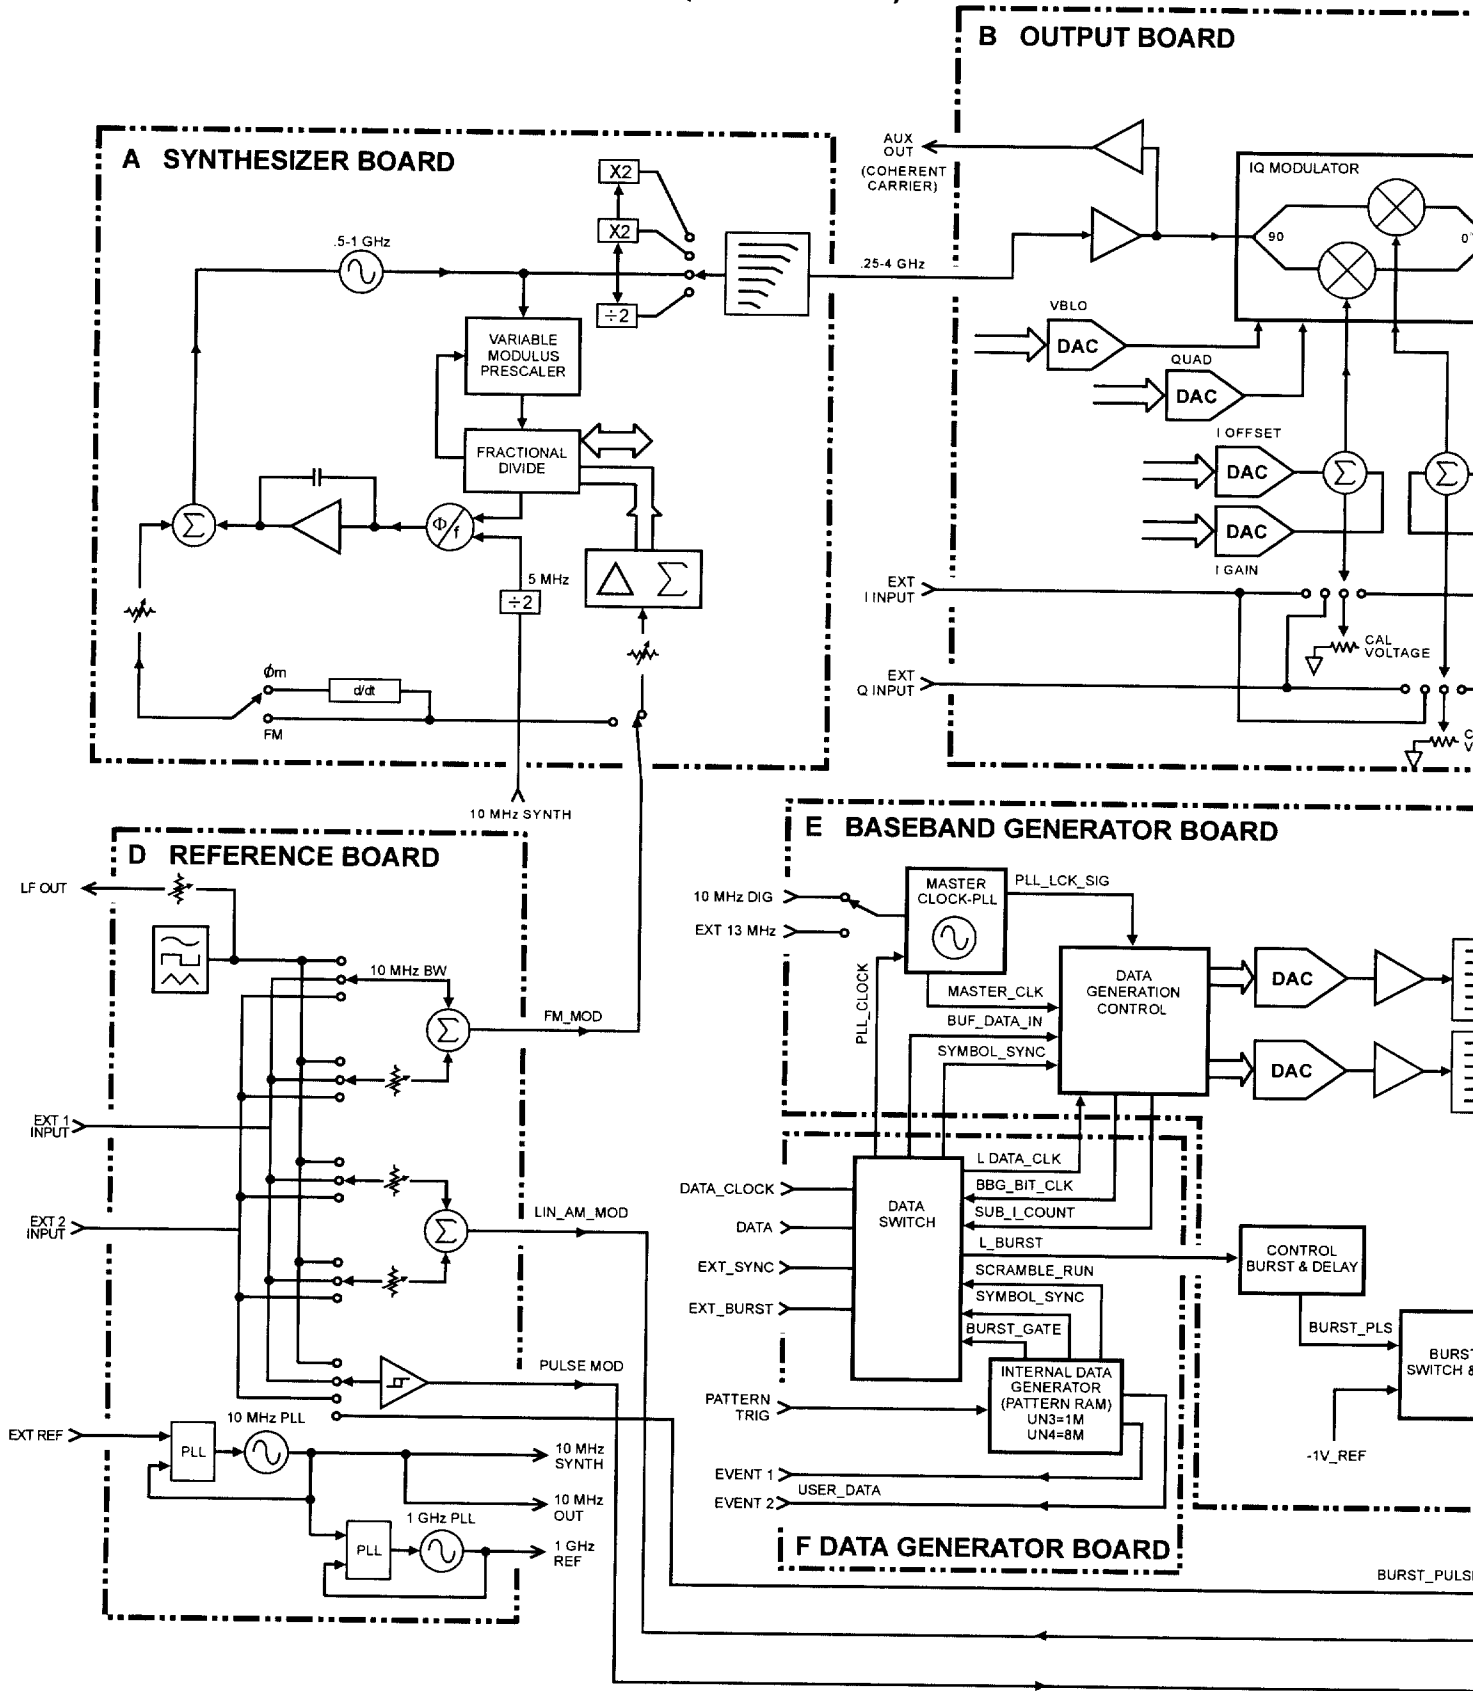 B OUTPUT BOARD
A SYNTHESIZER BOARD
AUX
OUT
(COHERENT
CARRIER)
IQ MODULATOR
X2
X2
÷2
.5-1 GHz
.25-4 GHz
90
0°
VBLO
DAC
QUAD
DAC
VARIABLE
MODULUS
PRESCALER
FRACTIONAL
DIVIDE
I OFFSET
DAC
Σ
Σ
DAC
I GAIN
Σ
Φ/f
Δ Σ
5 MHz
÷2
EXT
I INPUT
CAL
VOLTAGE
EXT
Q INPUT
ϕm
d/dt
FM
C
V
10 MHz SYNTH
D REFERENCE BOARD
LF OUT
10 MHz BW
Σ
FM_MOD
EXT 1
INPUT
EXT 2
INPUT
Σ
LIN_AM_MOD
PULSE MOD
EXT REF
10 MHz PLL
PLL
10 MHz
SYNTH
10 MHz
OUT
1 GHz PLL
PLL
1 GHz
REF
E BASEBAND GENERATOR BOARD
10 MHz DIG
EXT 13 MHz
MASTER
CLOCK-PLL
PLL_LCK_SIG
PLL_CLOCK
MASTER_CLK
BUF_DATA_IN
SYMBOL_SYNC
DATA
GENERATION
CONTROL
DAC
DAC
DATA_CLOCK
DATA
EXT_SYNC
EXT_BURST
DATA
SWITCH
L DATA_CLK
BBG_BIT_CLK
SUB_I_COUNT
L_BURST
SCRAMBLE_RUN
SYMBOL_SYNC
BURST_GATE
CONTROL
BURST & DELAY
BURST_PLS
BURST
SWITCH &
-1V_REF
INTERNAL DATA
GENERATOR
(PATTERN RAM)
UN3=1M
UN4=8M
PATTERN
TRIG
EVENT 1
USER_DATA
EVENT 2
F DATA GENERATOR BOARD
BURST_PULSE